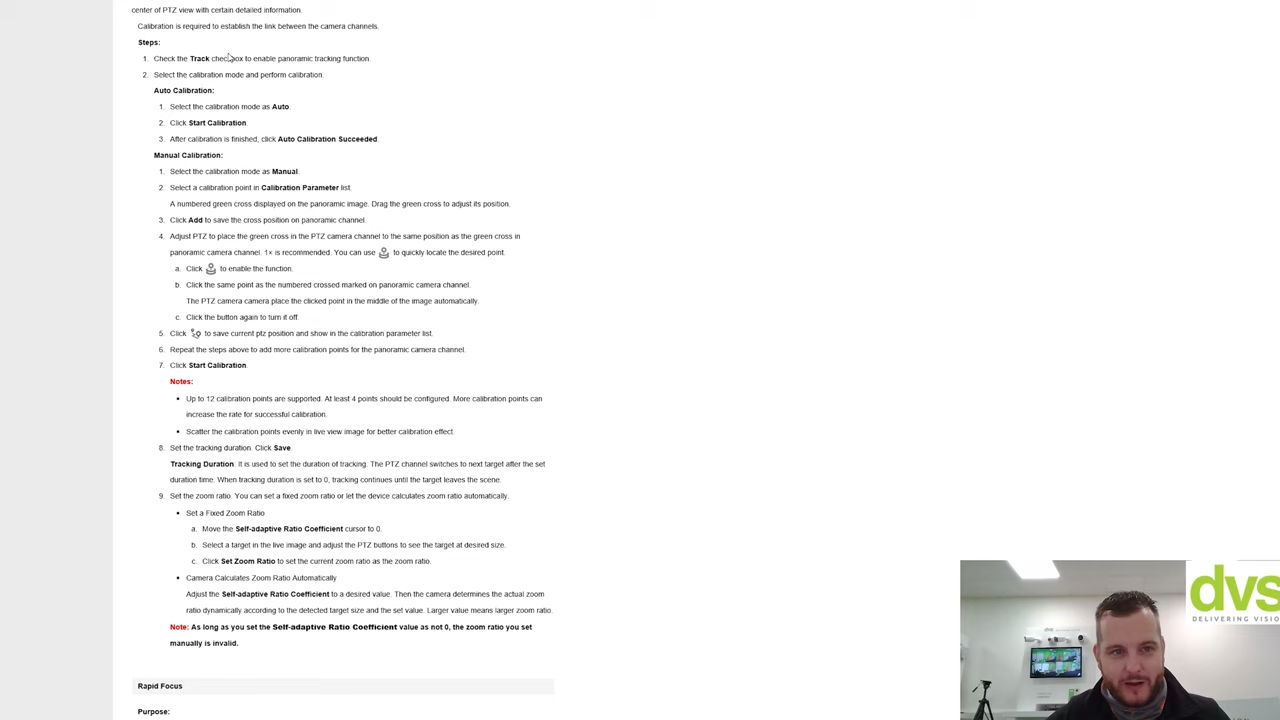 center of PTZ view with certain detailed information.
Calibration is required to establish the link between the camera channels.
Steps:
1. Check the Track checkbox to enable panoramic tracking function.
2. Select the calibration mode and perform calibration.
Auto Calibration:
1. Select the calibration mode as Auto.
2. Click Start Calibration.
3. After calibration is finished, click Auto Calibration Succeeded.
Manual Calibration:
1. Select the calibration mode as Manual.
2. Select a calibration point in Calibration Parameter list.
A numbered green cross displayed on the panoramic image. Drag the green cross to adjust its position.
3. Click Add to save the cross position on panoramic channel.
4. Adjust PTZ to place the green cross in the PTZ camera channel to the same position as the green cross in
panoramic camera channel. 1× is recommended. You can use to quickly locate the desired point.
a. Click to enable the function.
b. Click the same point as the numbered crossed marked on panoramic camera channel.
The PTZ camera camera place the clicked point in the middle of the image automatically.
c. Click the button again to turn it off.
5. Click to save current ptz position and show in the calibration parameter list.
6. Repeat the steps above to add more calibration points for the panoramic camera channel.
7. Click Start Calibration.
Notes:
• Up to 12 calibration points are supported. At least 4 points should be configured. More calibration points can
increase the rate for successful calibration.
• Scatter the calibration points evenly in live view image for better calibration effect.
8. Set the tracking duration. Click Save.
Tracking Duration: It is used to set the duration of tracking. The PTZ channel switches to next target after the set
duration time. When tracking duration is set to 0, tracking continues until the target leaves the scene.
9. Set the zoom ratio. You can set a fixed zoom ratio or let the device calculates zoom ratio automatically.
• Set a Fixed Zoom Ratio
a. Move the Self-adaptive Ratio Coefficient cursor to 0.
b. Select a target in the live image and adjust the PTZ buttons to see the target at desired size.
c. Click Set Zoom Ratio to set the current zoom ratio as the zoom ratio.
• Camera Calculates Zoom Ratio Automatically
Adjust the Self-adaptive Ratio Coefficient to a desired value. Then the camera determines the actual zoom
ratio dynamically according to the detected target size and the set value. Larger value means larger zoom ratio.
Note: As long as you set the Self-adaptive Ratio Coefficient value as not 0, the zoom ratio you set
manually is invalid.
Rapid Focus
Purpose:
dvs
DELIVERING VISIO